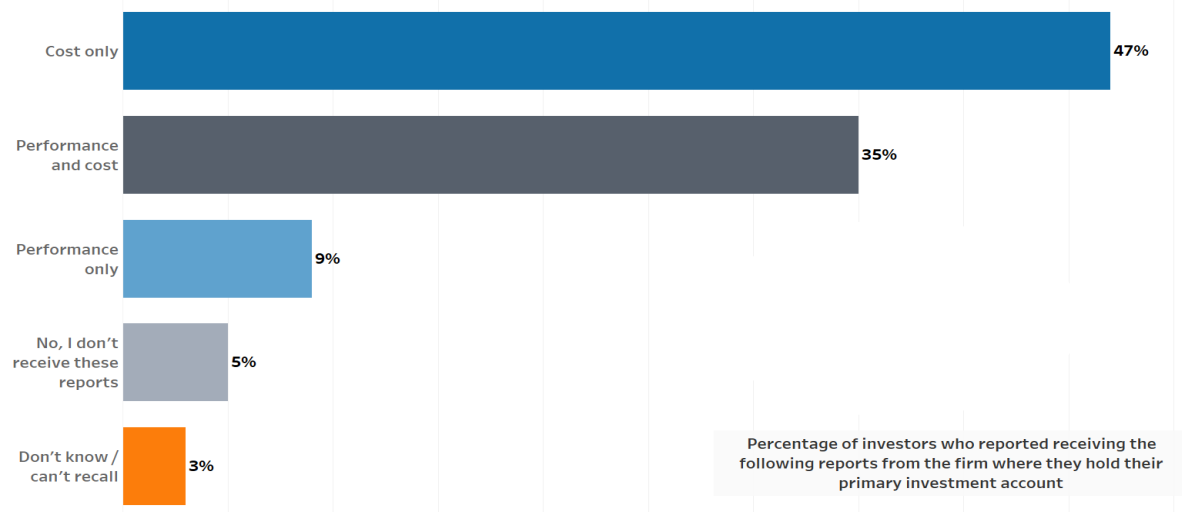 Cost only
47%
Performance
and cost
35%
Performance
only
9%
No, I don’t
receive these
reports
5%
Don’t know /
can’t recall
3%
Percentage of investors who reported receiving the
following reports from the firm where they hold their
primary investment account